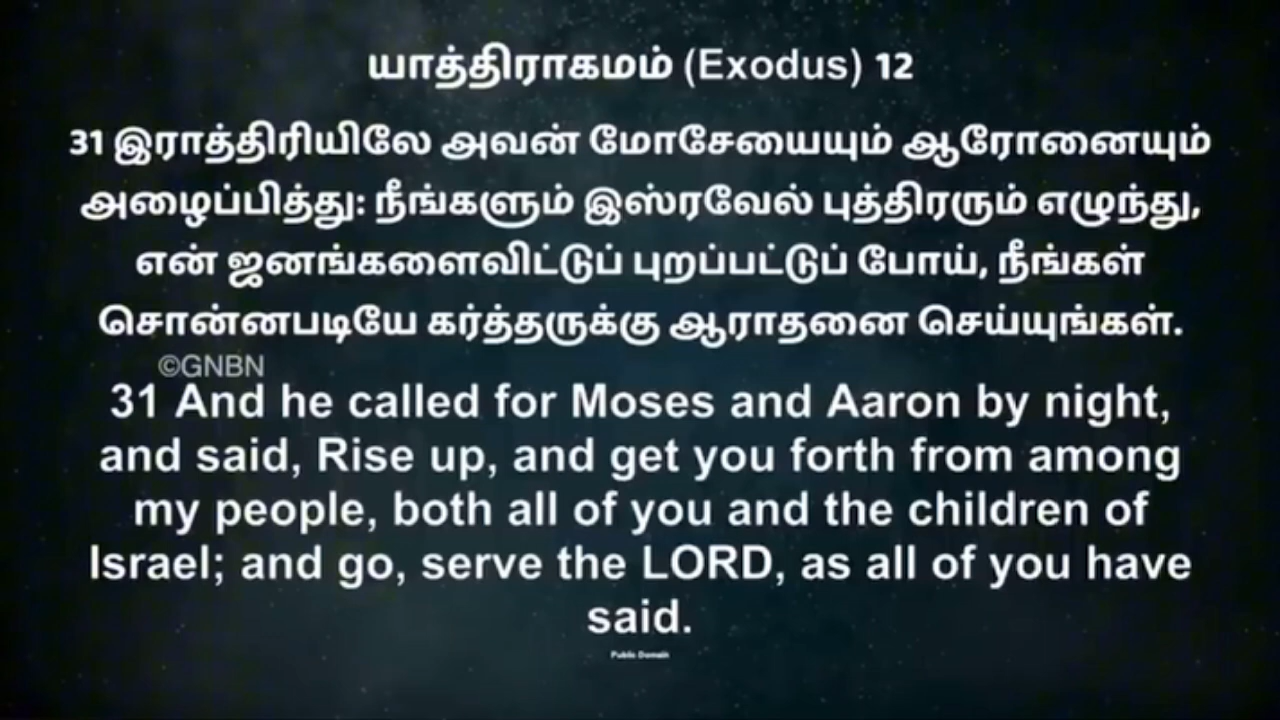 யாத்திராகமம் (Exodus) 12
31 இராத்திரியிலே அவன் மோசேயையும் ஆரோனையும்
அழைப்பித்து: நீங்களும் இஸ்ரவேல் புத்திரரும் எழுந்து,
என் ஜனங்களைவிட்டுப் புறப்பட்டுப் போய், நீங்கள்
சொன்னபடியே கர்த்தருக்கு ஆராதனை செய்யுங்கள்.
©GNBN
31 And he called for Moses and Aaron by night,
and said, Rise up, and get you forth from among
my people, both all of you and the children of
Israel; and go, serve the LORD, as all of you have
said.
Public Domain